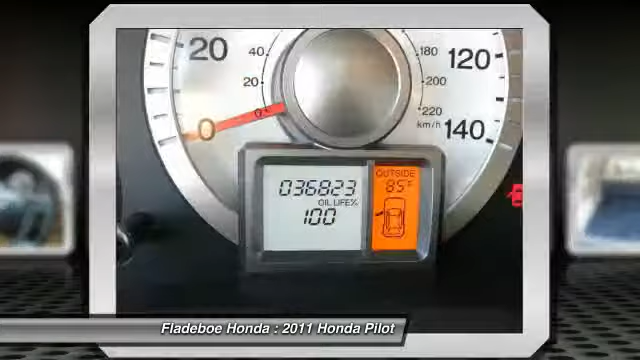 20 40 180 120
20 200
0 0 220
km/h 140
OUTSIDE
036823 85°F
OIL LIFE%
100
Fladeboe Honda : 2011 Honda Pilot